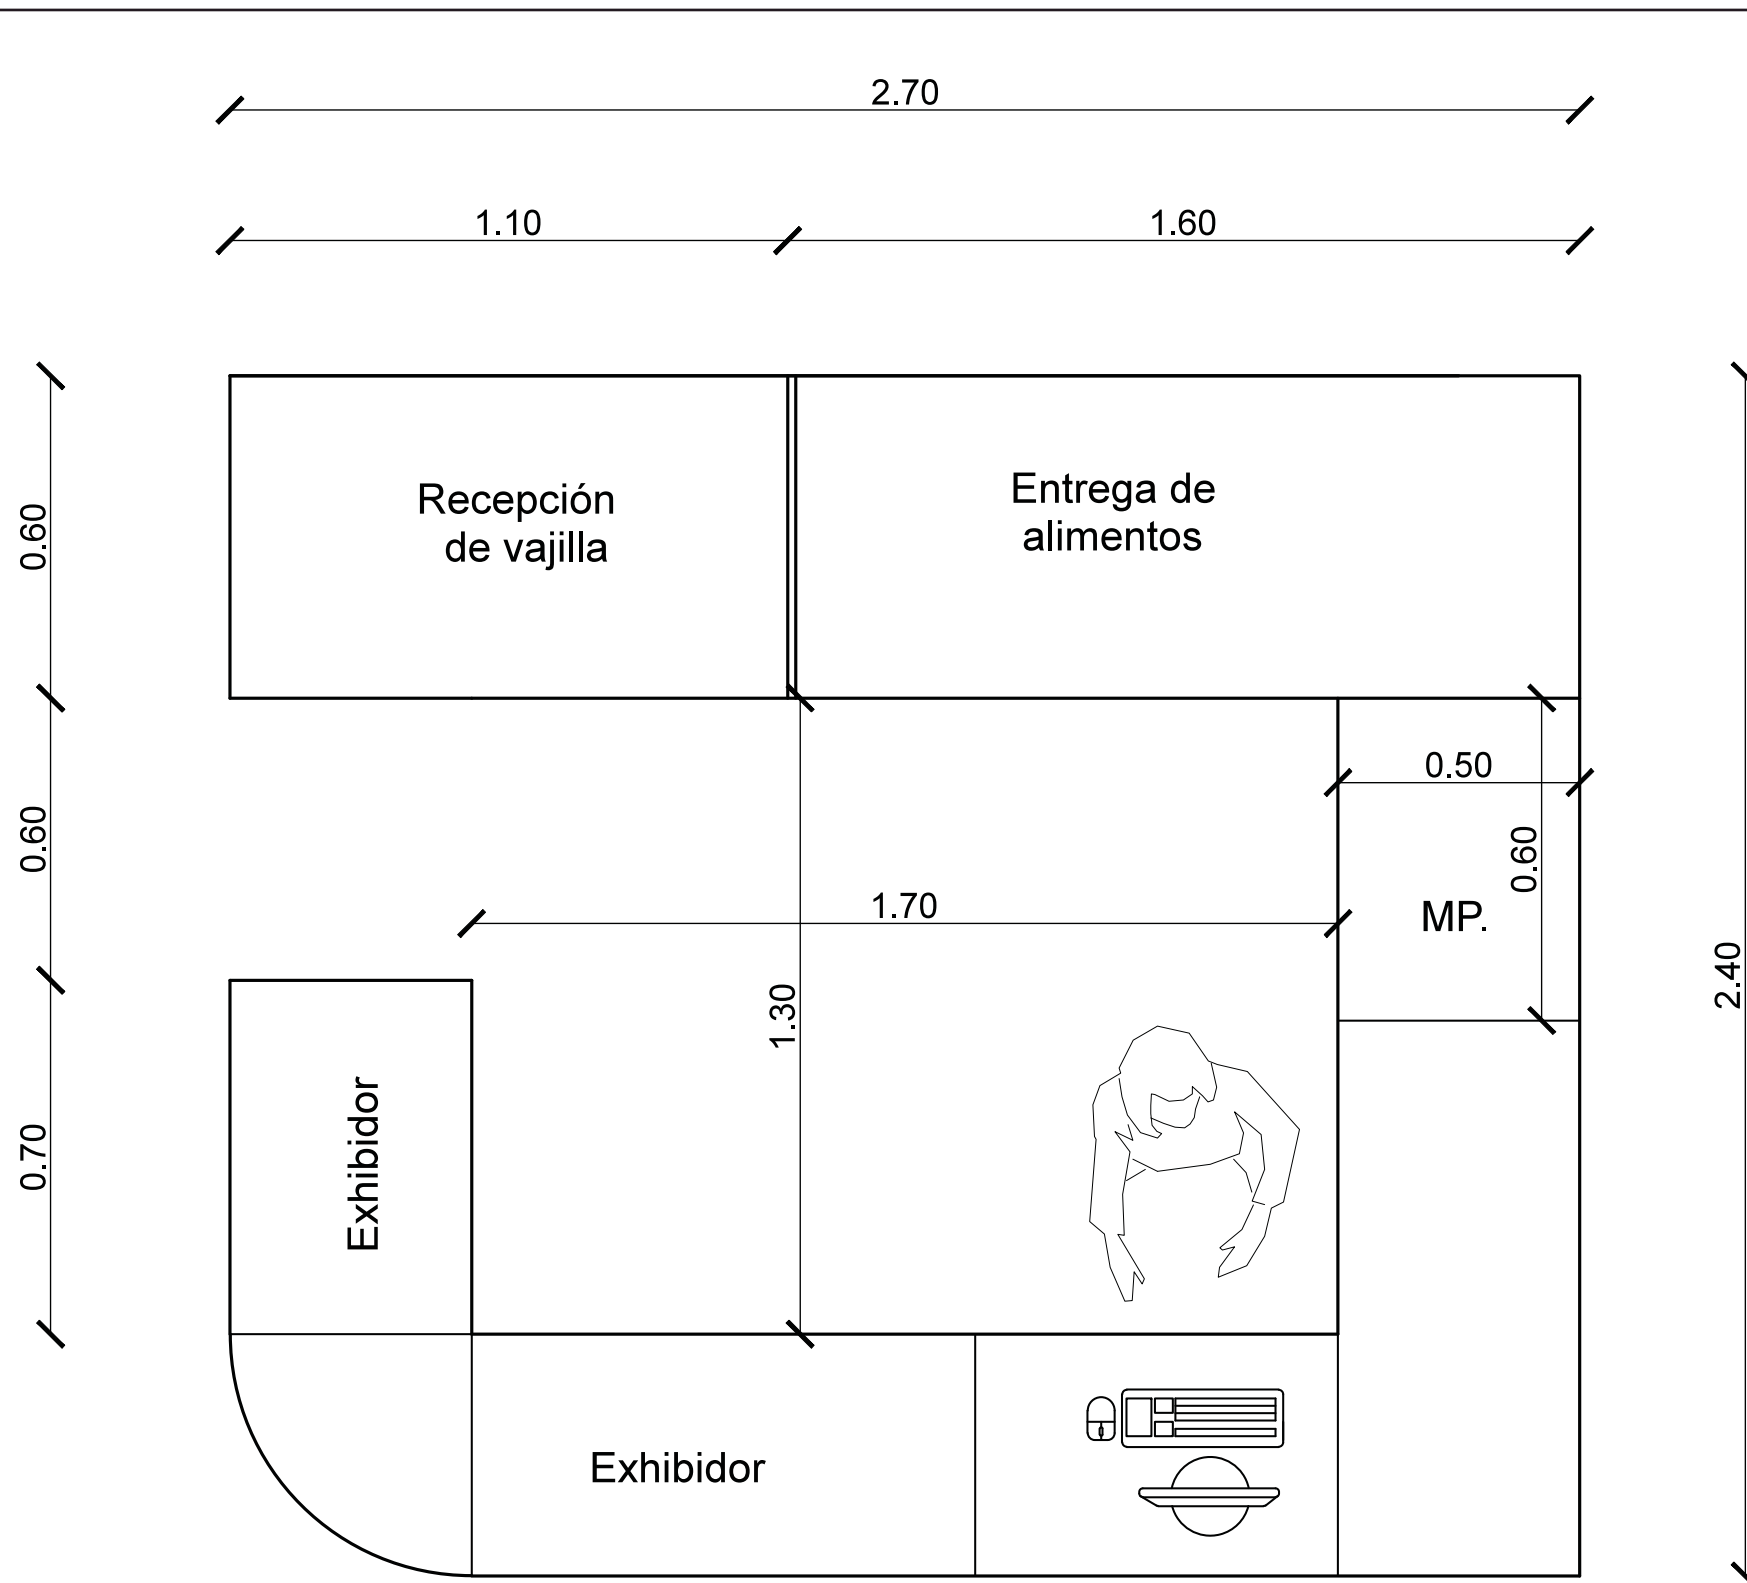 2.70
1.10
1.60
0.60
Recepción
de vajilla
Entrega de
alimentos
0.60
0.50
0.60
MP.
1.70
1.30
2.40
0.70
Exhibidor
Exhibidor